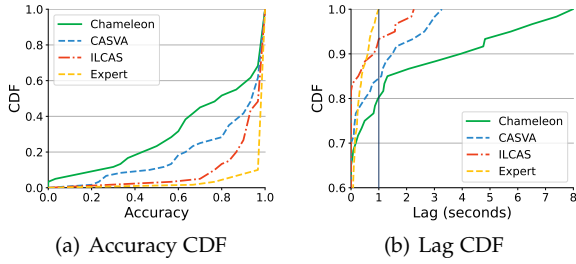 1.0
0.8
0.6
0.4
0.2
0.0
CDF
Chameleon
CASVA
ILCAS
Expert
0.0 0.2 0.4 0.6 0.8 1.0
Accuracy
(a) Accuracy CDF
1.0
0.9
0.8
0.7
0.6
CDF
Chameleon
CASVA
ILCAS
Expert
0 1 2 3 4 5 6 7 8
Lag (seconds)
(b) Lag CDF